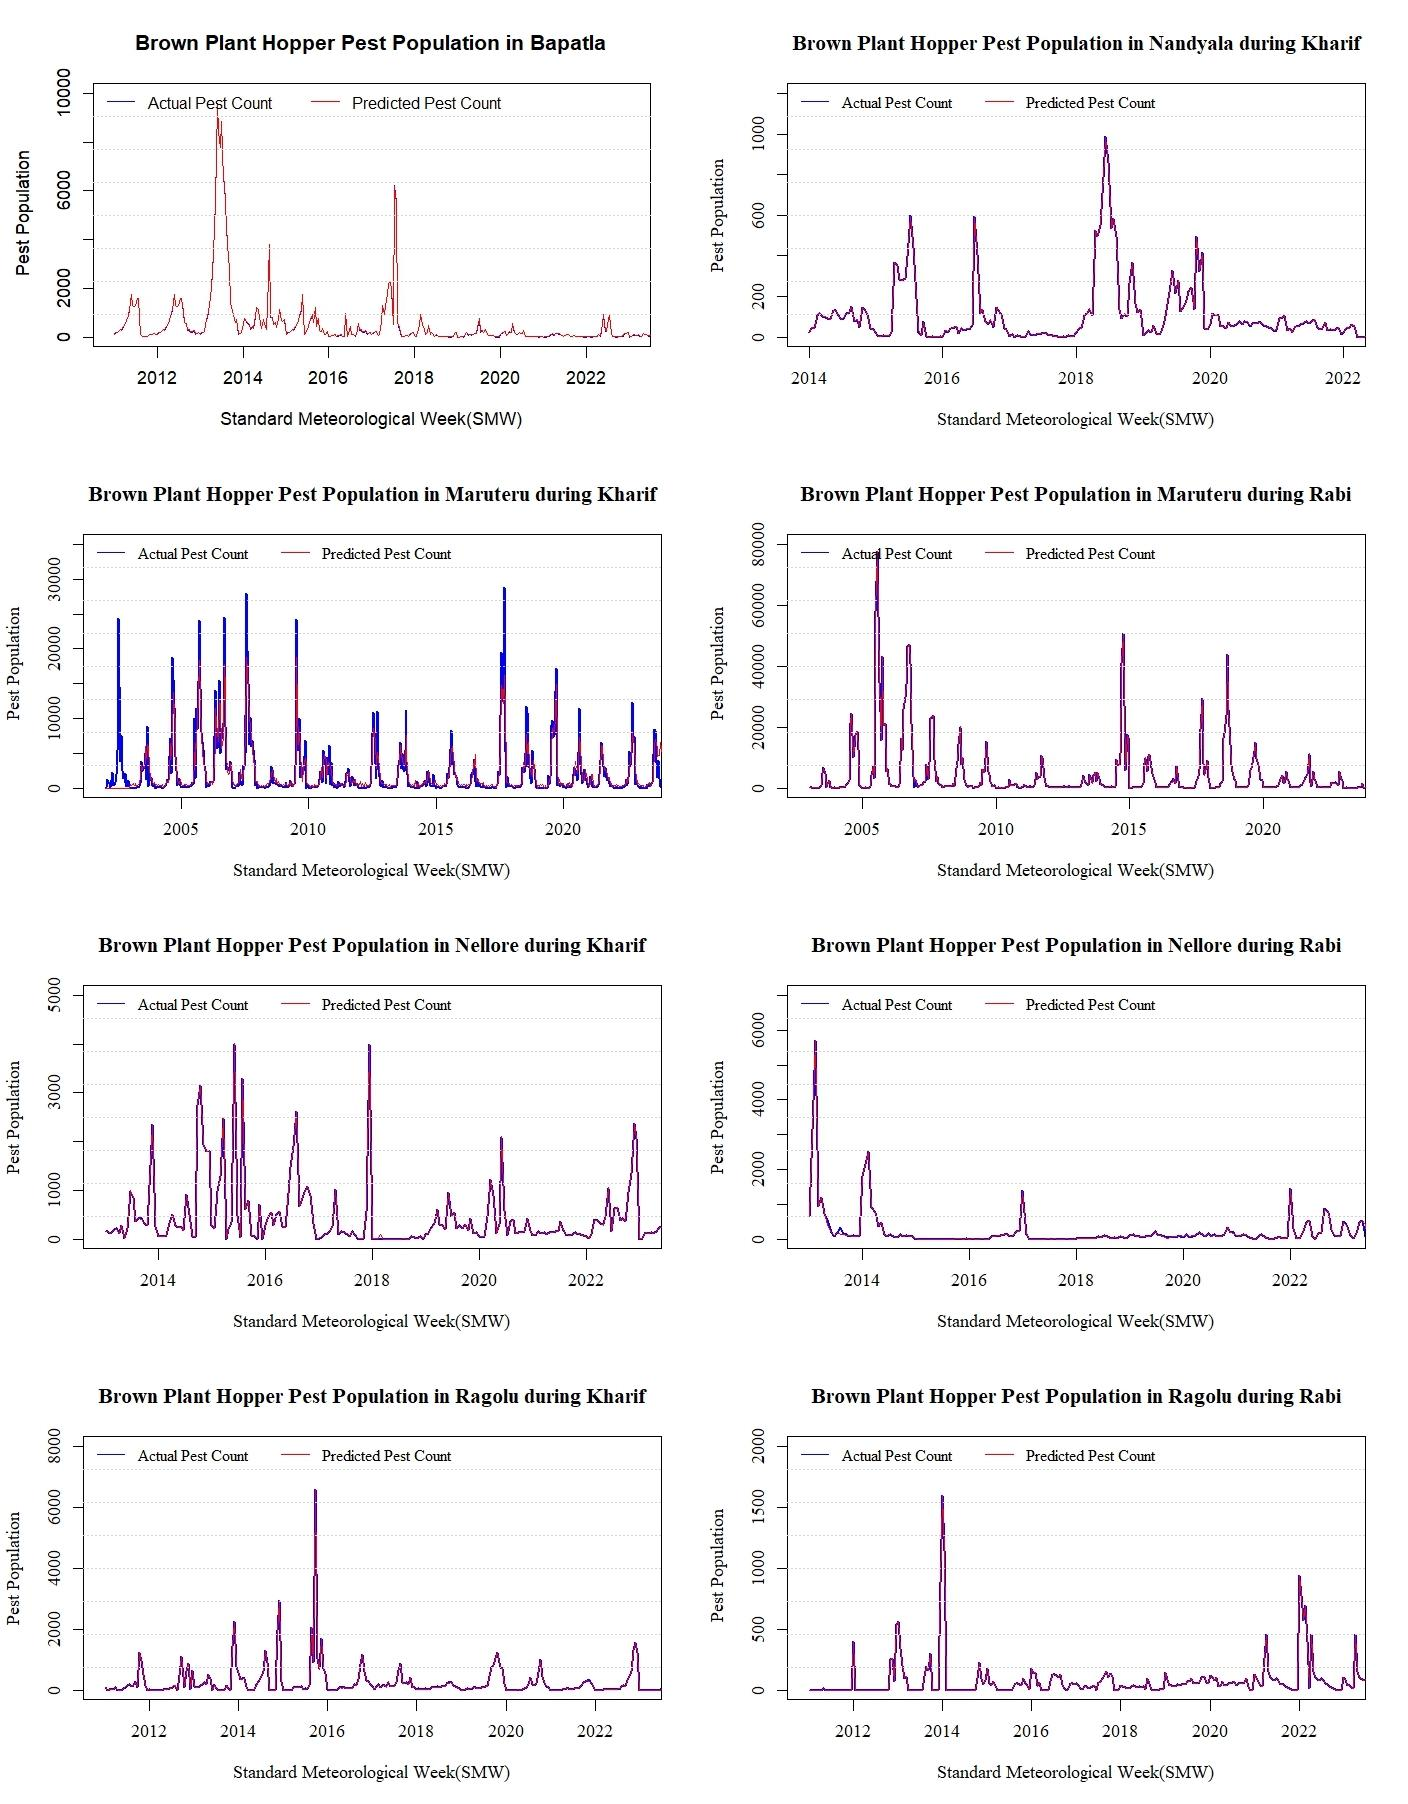 Brown Plant Hopper Pest Population in Bapatla
Actual Pest Count Predicted Pest Count
Pest Population
0 2000 6000 10000
2012 2014 2016 2018 2020 2022
Standard Meteorological Week(SMW)
Brown Plant Hopper Pest Population in Nandyala during Kharif
Actual Pest Count Predicted Pest Count
Pest Population
0 200 600 1000
2014 2016 2018 2020 2022
Standard Meteorological Week(SMW)
Brown Plant Hopper Pest Population in Maruteru during Kharif
Actual Pest Count Predicted Pest Count
Pest Population
0 10000 20000 30000
2005 2010 2015 2020
Standard Meteorological Week(SMW)
Brown Plant Hopper Pest Population in Maruteru during Rabi
Actual Pest Count Predicted Pest Count
Pest Population
0 20000 40000 60000 80000
2005 2010 2015 2020
Standard Meteorological Week(SMW)
Brown Plant Hopper Pest Population in Nellore during Kharif
Actual Pest Count Predicted Pest Count
Pest Population
0 1000 3000 5000
2014 2016 2018 2020 2022
Standard Meteorological Week(SMW)
Brown Plant Hopper Pest Population in Nellore during Rabi
Actual Pest Count Predicted Pest Count
Pest Population
0 2000 4000 6000
2014 2016 2018 2020 2022
Standard Meteorological Week(SMW)
Brown Plant Hopper Pest Population in Ragolu during Kharif
Actual Pest Count Predicted Pest Count
Pest Population
0 2000 4000 6000 8000
2012 2014 2016 2018 2020 2022
Standard Meteorological Week(SMW)
Brown Plant Hopper Pest Population in Ragolu during Rabi
Actual Pest Count Predicted Pest Count
Pest Population
0 500 1000 1500 2000
2012 2014 2016 2018 2020 2022
Standard Meteorological Week(SMW)